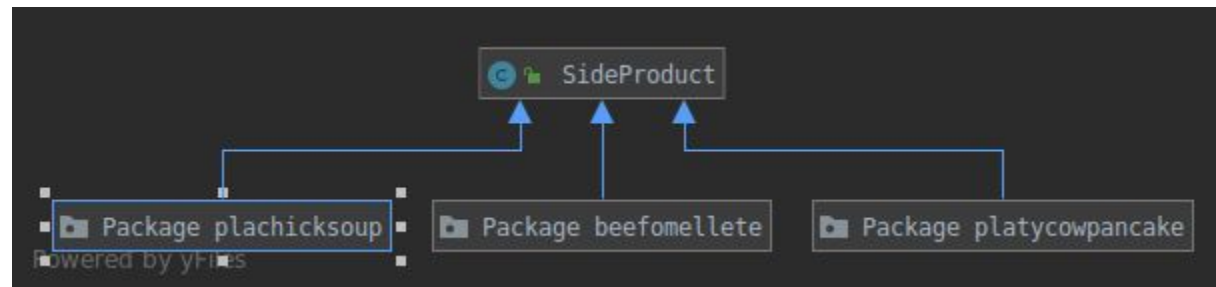 C SideProduct
Package plachicksoup
Package beefomellete
Package platycowpancake
Powered by yFiles